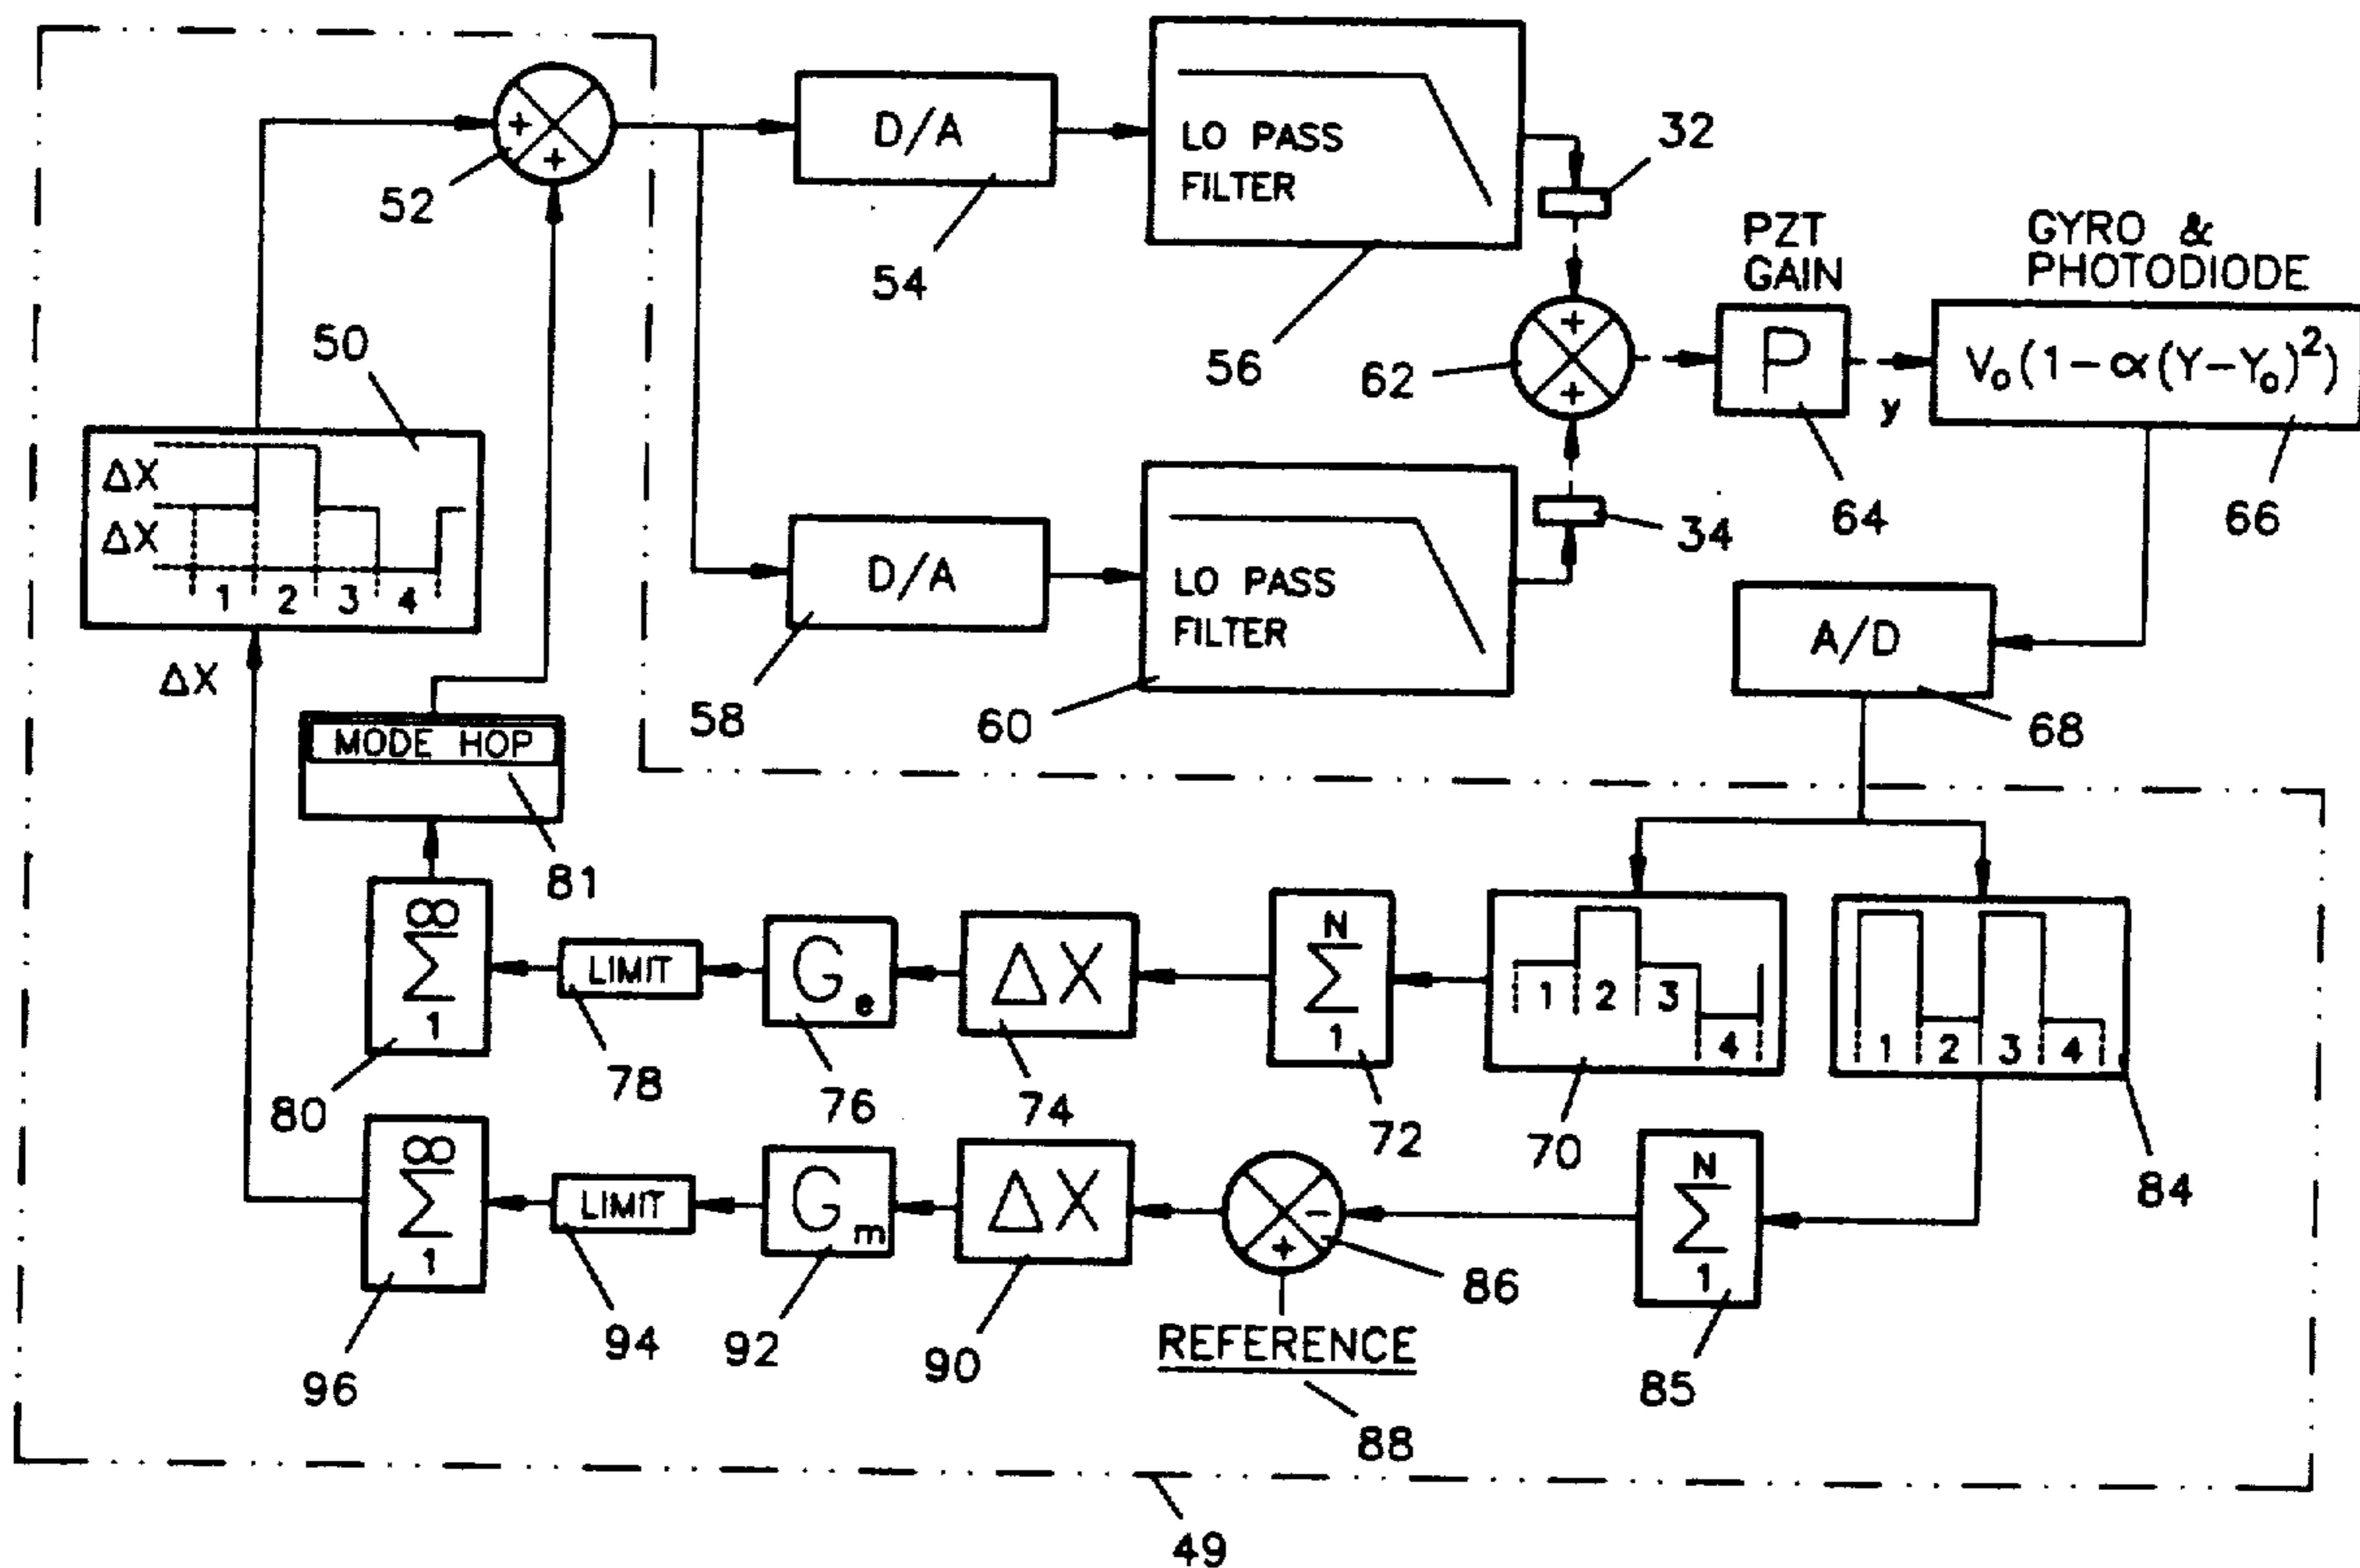 52
+
+
D/A
54
LO PASS
FILTER
56
32
PZT
GAIN
GYRO &
PHOTODIODE
50
ΔX
ΔX
1 2 3 4
62
+
+
P
64
y
V₀(1-α(Y-Y₀)²)
66
34
D/A
58
LO PASS
FILTER
60
A/D
68
ΔX
MODE HOP
81
∞
Σ
1
80
LIMIT
78
Gₑ
76
ΔX
74
N
Σ
1
72
1 2 3 4
70
1 2 3 4
84
∞
Σ
1
96
LIMIT
94
Gₘ
92
ΔX
90
-
+
86
REFERENCE
88
N
Σ
1
85
49